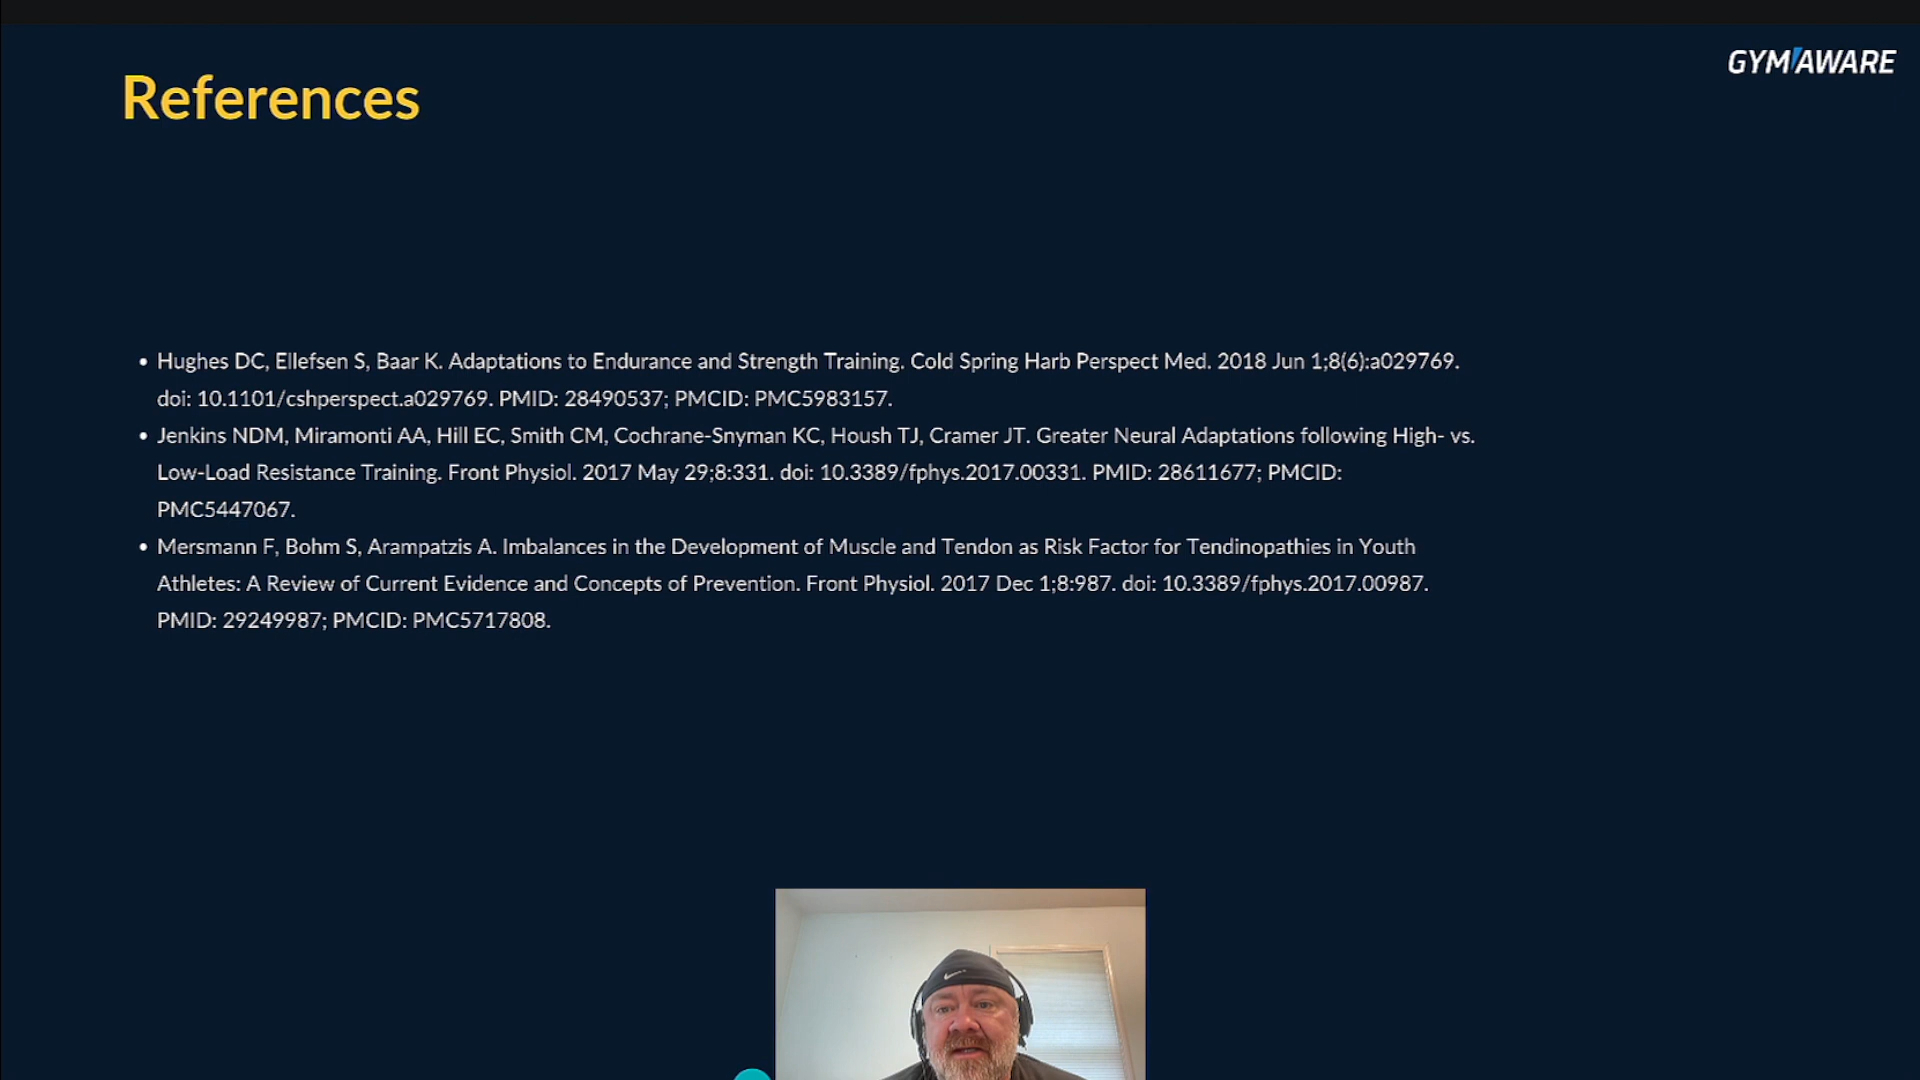 GYMAWARE
References
• Hughes DC, Ellefsen S, Baar K. Adaptations to Endurance and Strength Training. Cold Spring Harb Perspect Med. 2018 Jun 1;8(6):a029769.
doi: 10.1101/cshperspect.a029769. PMID: 28490537; PMCID: PMC5983157.
• Jenkins NDM, Miramonti AA, Hill EC, Smith CM, Cochrane-Snyman KC, Housh TJ, Cramer JT. Greater Neural Adaptations following High- vs.
Low-Load Resistance Training. Front Physiol. 2017 May 29;8:331. doi: 10.3389/fphys.2017.00331. PMID: 28611677; PMCID:
PMC5447067.
• Mersmann F, Bohm S, Arampatzis A. Imbalances in the Development of Muscle and Tendon as Risk Factor for Tendinopathies in Youth
Athletes: A Review of Current Evidence and Concepts of Prevention. Front Physiol. 2017 Dec 1;8:987. doi: 10.3389/fphys.2017.00987.
PMID: 29249987; PMCID: PMC5717808.